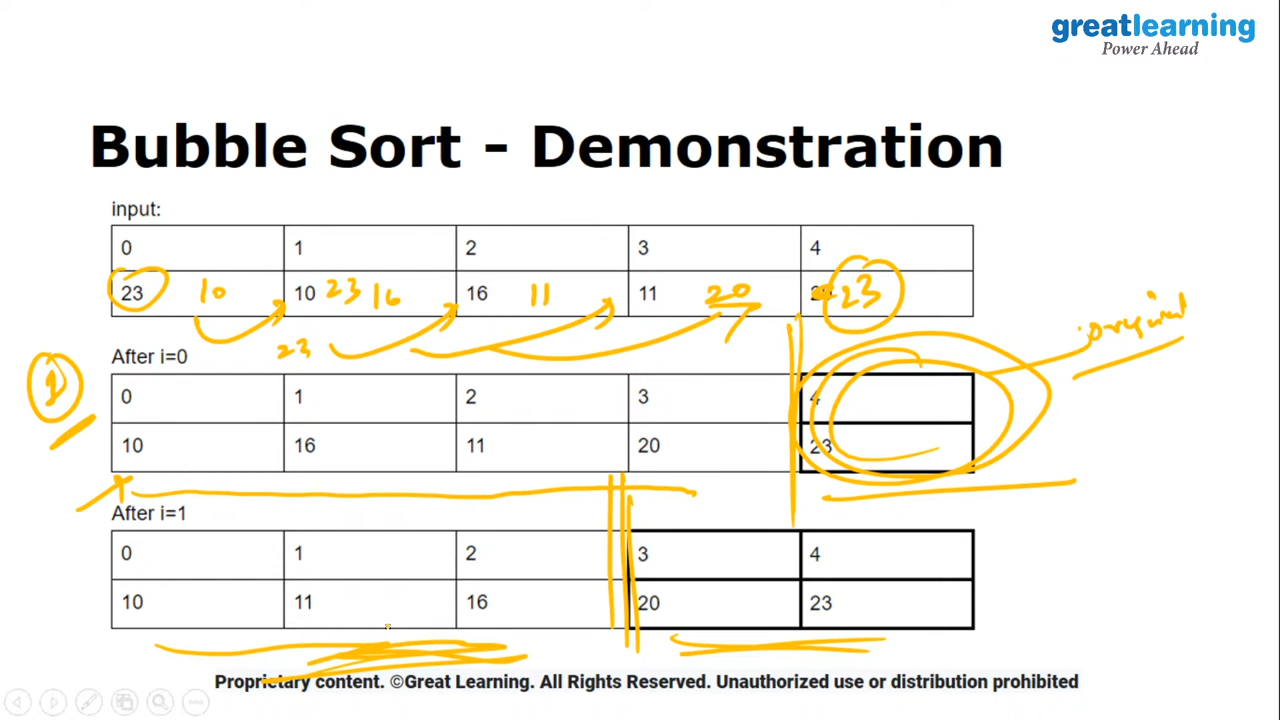 greatlearning
Power Ahead
Bubble Sort - Demonstration
input:
0 1 2 3 4
23 10 10 23 16 16 11 11 20 23
23
After i=0
1
0 1 2 3 4
10 16 11 20 23
After i=1
0 1 2 3 4
10 11 16 20 23
Proprietary content. ©Great Learning. All Rights Reserved. Unauthorized use or distribution prohibited